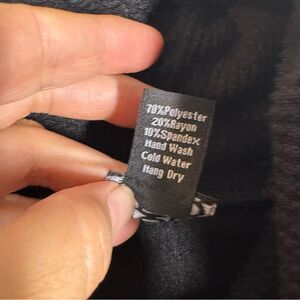 70%Polyester
20%Rayon
10%Spandex
Hand Wash
Cold Water
Hang Dry